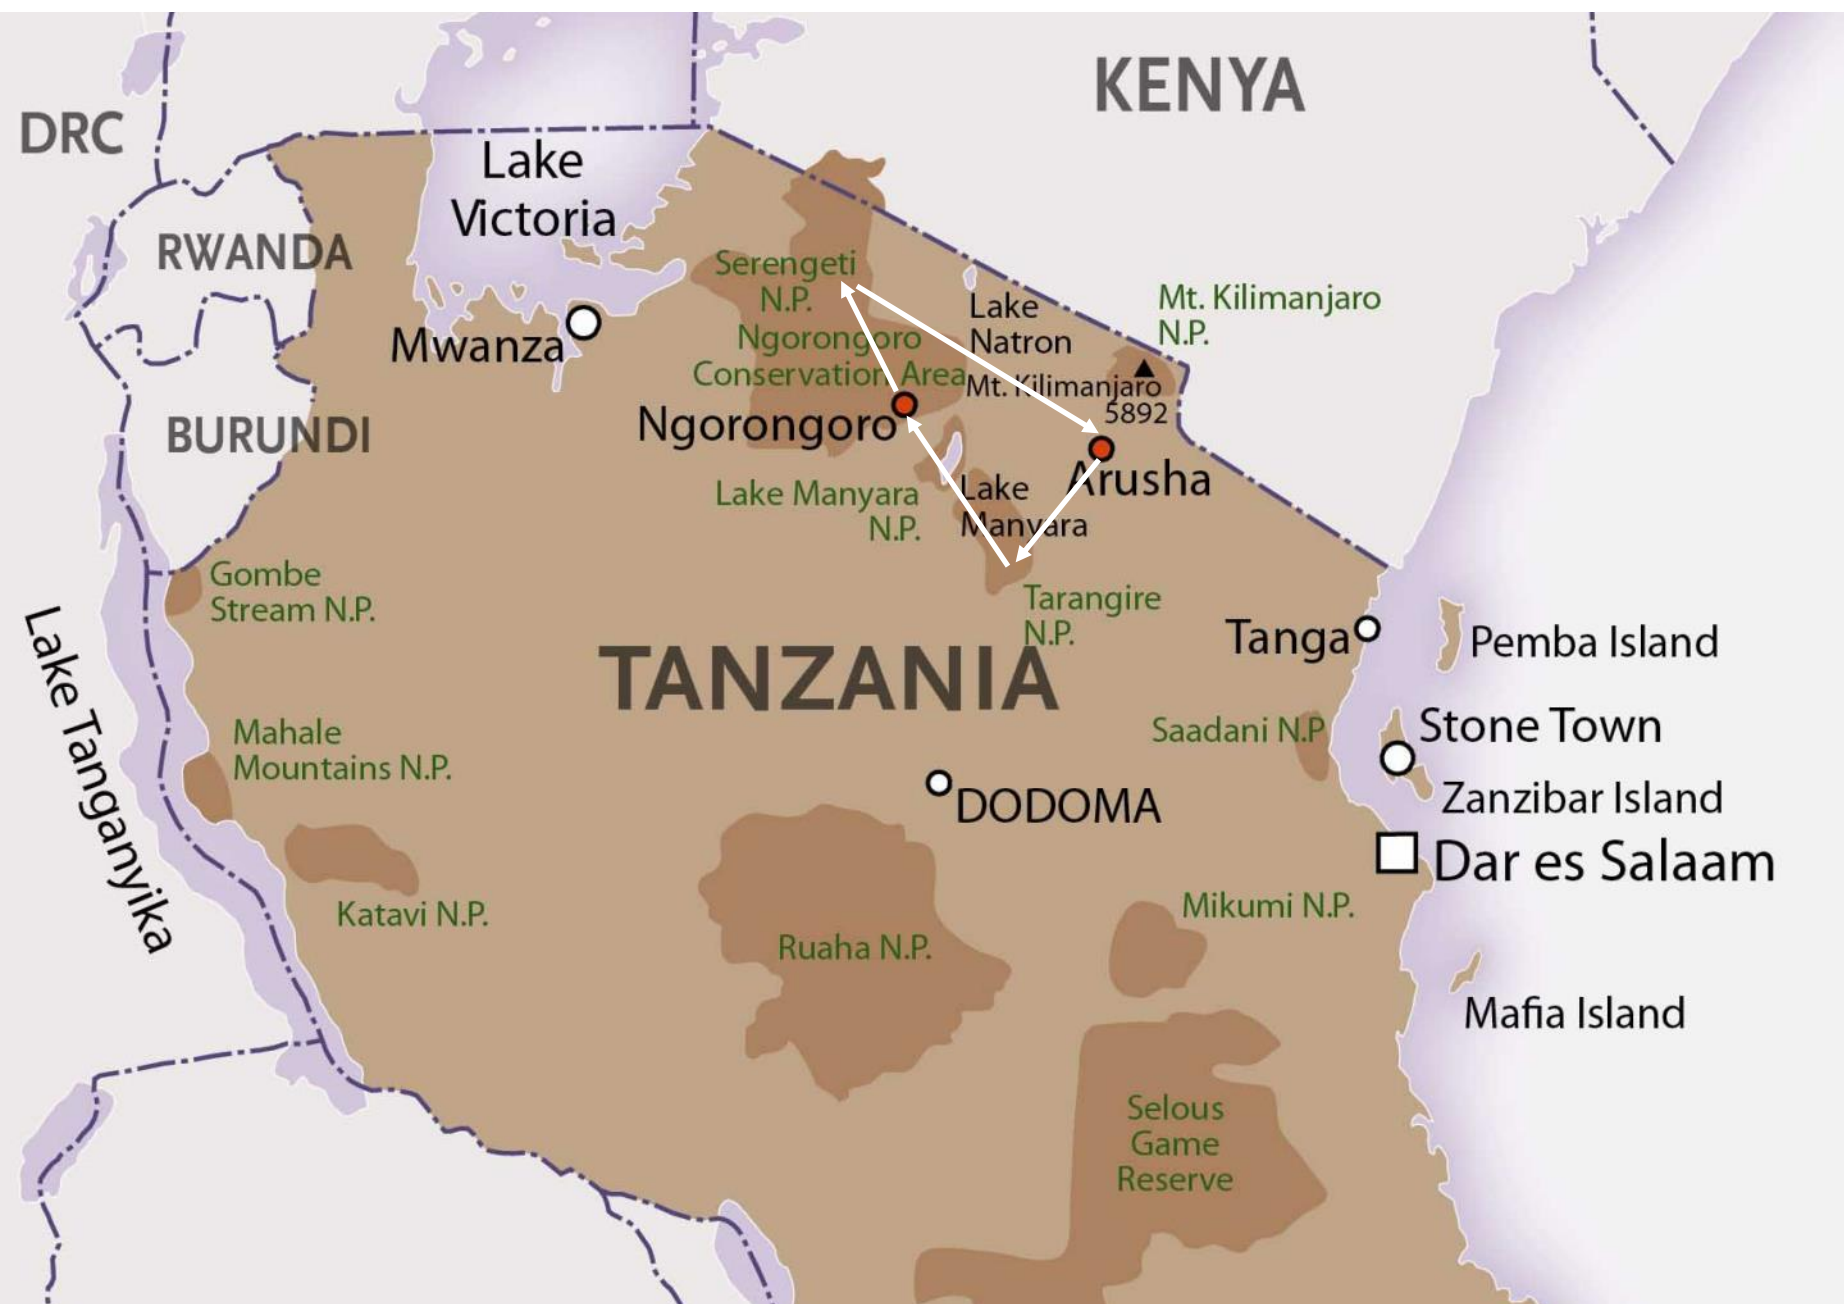 KENYA
DRC
Lake
Victoria
RWANDA
Serengeti
N.P.
Lake
Natron
Mt. Kilimanjaro
N.P.
Mwanza
Ngorongoro
Conservation Area
Mt. Kilimanjaro
5892
BURUNDI
Ngorongoro
Arusha
Lake Manyara
N.P.
Lake
Manyara
Gombe
Stream N.P.
Tarangire
N.P.
Lake Tanganyika
TANZANIA
Tanga
Pemba Island
Mahale
Mountains N.P.
Saadani N.P
Stone Town
Zanzibar Island
DODOMA
Dar es Salaam
Katavi N.P.
Ruaha N.P.
Mikumi N.P.
Mafia Island
Selous
Game
Reserve